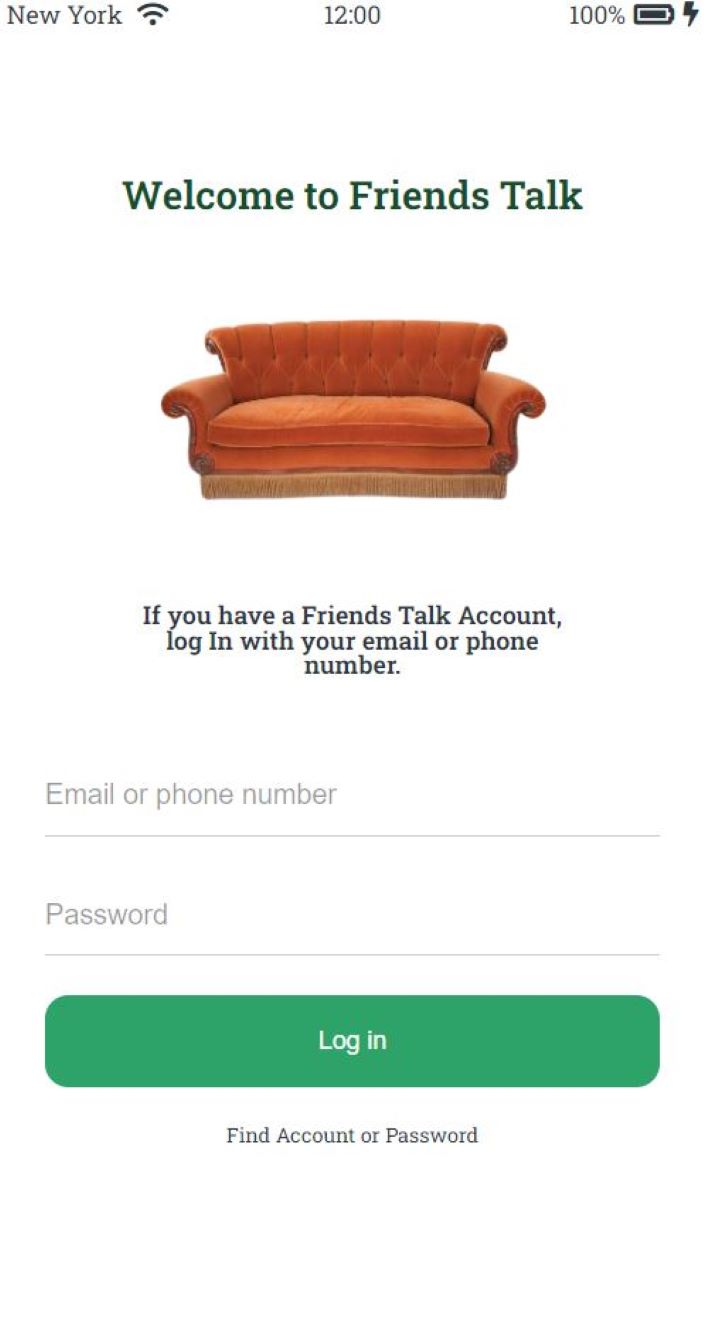 New York 12:00 100%
Welcome to Friends Talk
If you have a Friends Talk Account,
log In with your email or phone
number.
Email or phone number
Password
Log in
Find Account or Password